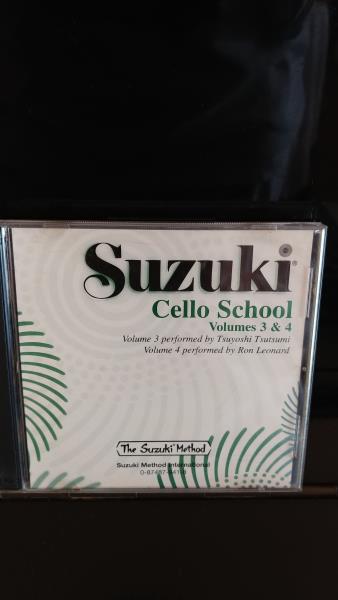 Suzuki®
Cello School
Volumes 3 & 4
Volume 3 performed by Tsuyoshi Tsutsumi
Volume 4 performed by Ron Leonard
The Suzuki Method
Suzuki Method International